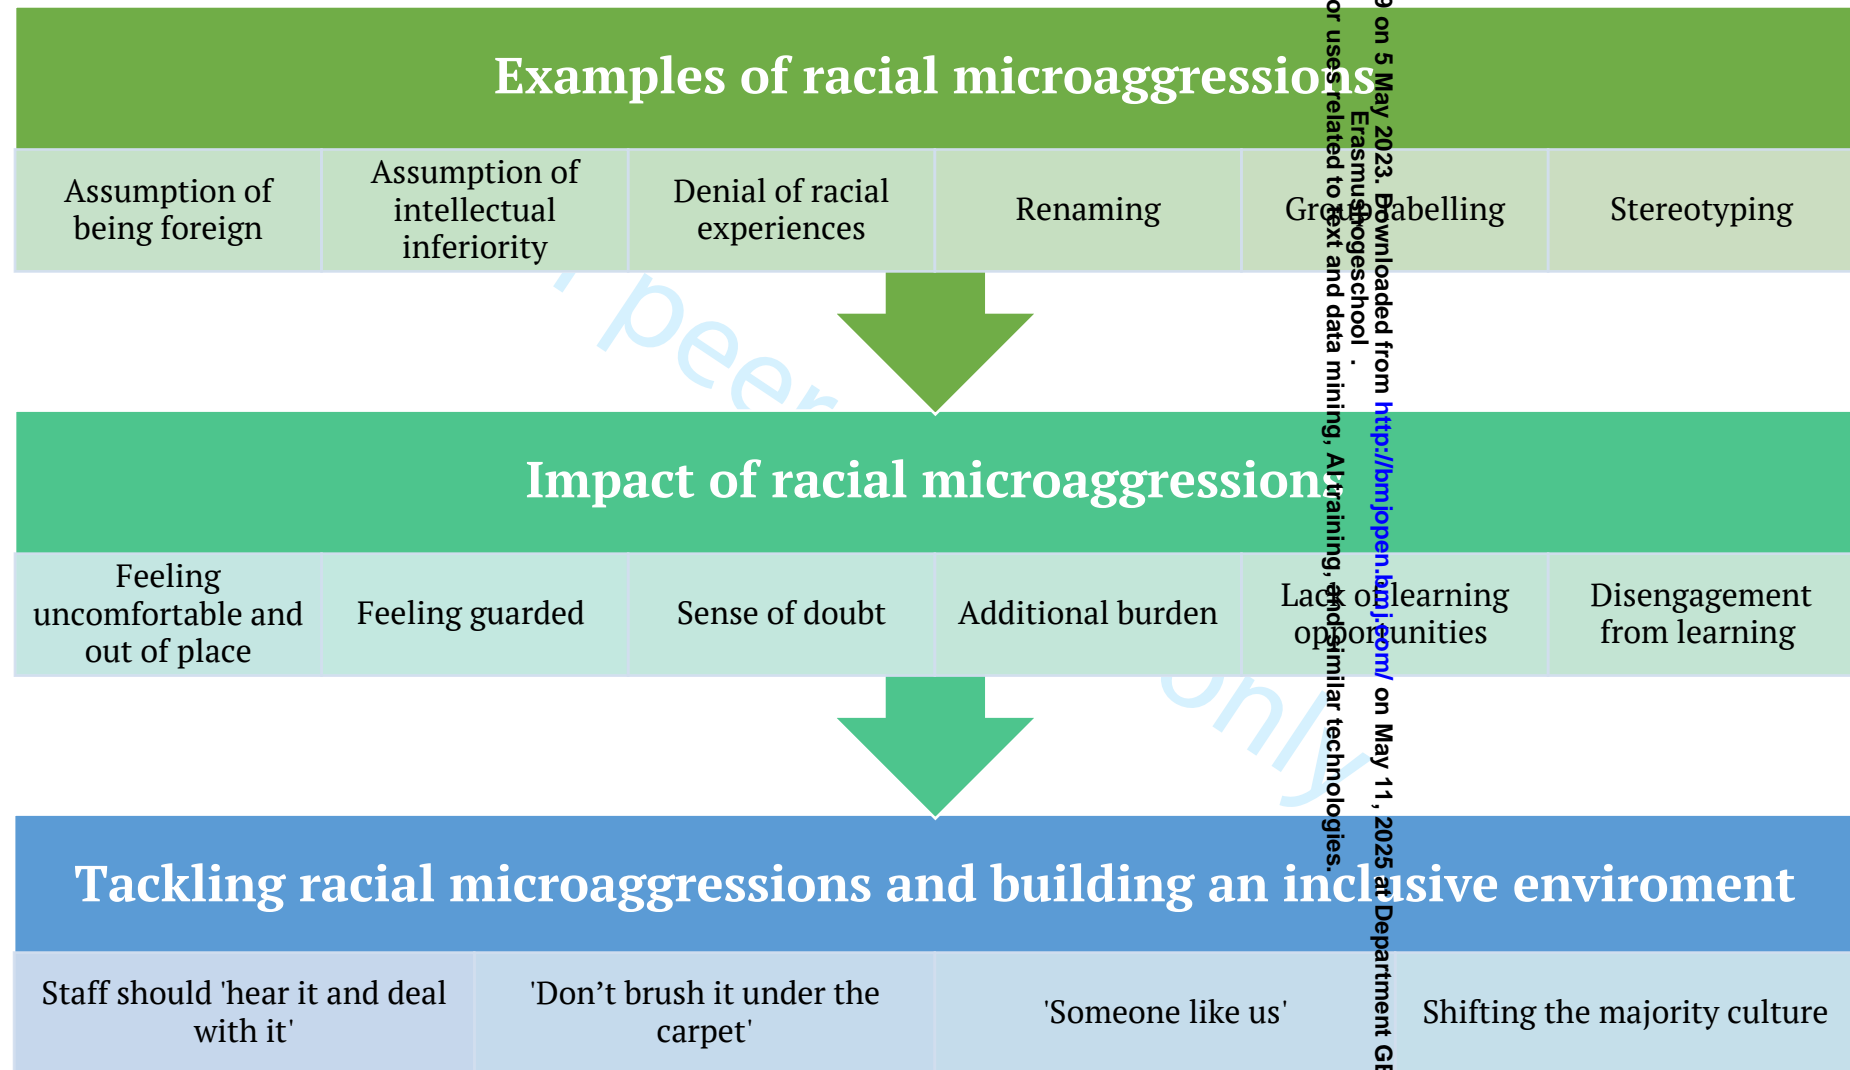 Examples of racial microaggressions
Assumption of
being foreign
Assumption of
intellectual
inferiority
Denial of racial
experiences
Renaming
Group labelling
Stereotyping
peer
Impact of racial microaggressions
Feeling
uncomfortable and
out of place
Feeling guarded
Sense of doubt
Additional burden
Lack of learning
opportunities
Disengagement
from learning
only
Tackling racial microaggressions and building an inclusive enviroment
Staff should 'hear it and deal
with it'
'Don’t brush it under the
carpet'
'Someone like us'
Shifting the majority culture
9 on 5 May 2023. Downloaded from http://bmjopen.bmj.com/ on May 11, 2025 at Department GE
Erasmushogeschool .
or uses related to text and data mining, AI training, and similar technologies.